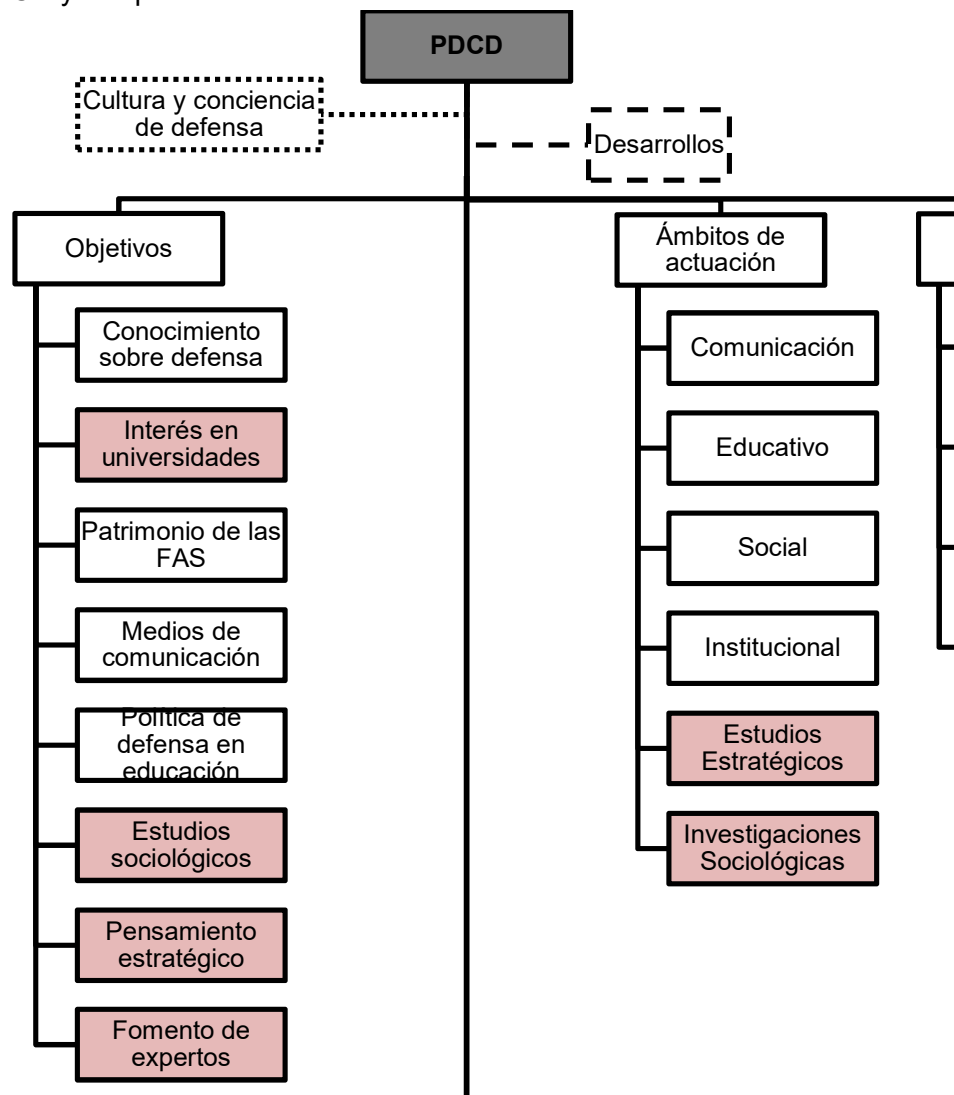 PDCD
Cultura y conciencia
de defensa
Desarrollos
Objetivos
Conocimiento
sobre defensa
Interés en
universidades
Patrimonio de las
FAS
Medios de
comunicación
Política de
defensa en
educación
Estudios
sociológicos
Pensamiento
estratégico
Fomento de
expertos
Ámbitos de
actuación
Comunicación
Educativo
Social
Institucional
Estudios
Estratégicos
Investigaciones
Sociológicas